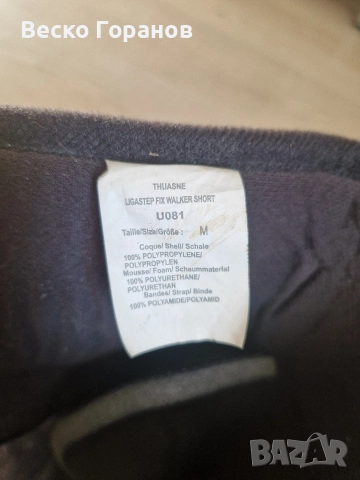 Веско Горанов
THUASNE
LIGASTEP FIX WALKER SHORT
U081
Taille/Size/Größe : M
Coque/ Shell/ Schale
100% POLYPROPYLENE/
POLYPROPYLEN
Mousse/ Foam/ Schaummaterial
100% POLYURETHANE/
POLYURETHAN
Bandes/ Strap/ Binde
100% POLYAMIDE/POLYAMID
BAZAR